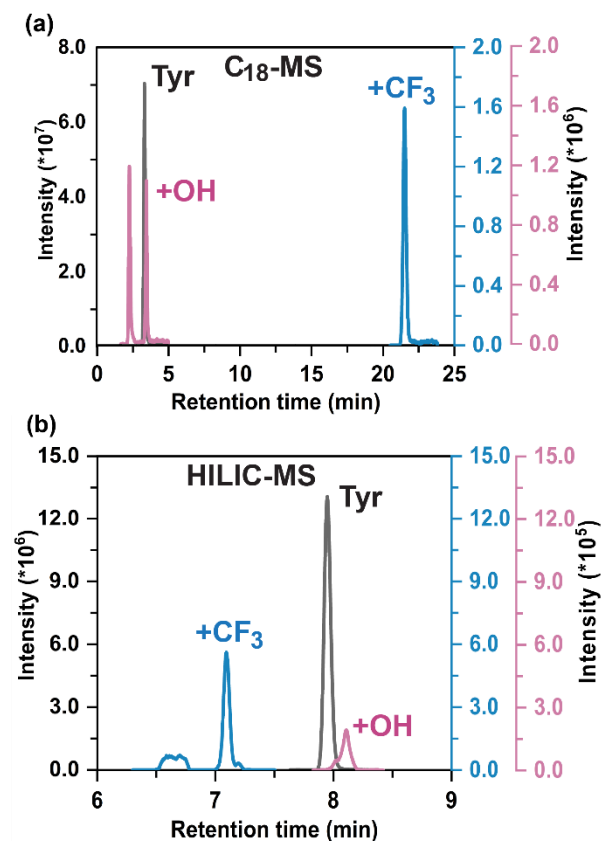 (a)
C18-MS
Tyr
+OH
+CF3
8.0
6.0
4.0
2.0
0.0
Intensity (*10^7)
2.0
1.6
1.2
0.8
0.4
0.0
2.0
1.6
1.2
0.8
0.4
0.0
Intensity (*10^6)
0 5 10 15 20 25
Retention time (min)
(b)
HILIC-MS
Tyr
+CF3
+OH
15.0
12.0
9.0
6.0
3.0
0.0
Intensity (*10^6)
15.0
12.0
9.0
6.0
3.0
0.0
15.0
13.0
9.0
6.0
3.0
0.0
Intensity (*10^5)
6 7 8 9
Retention time (min)